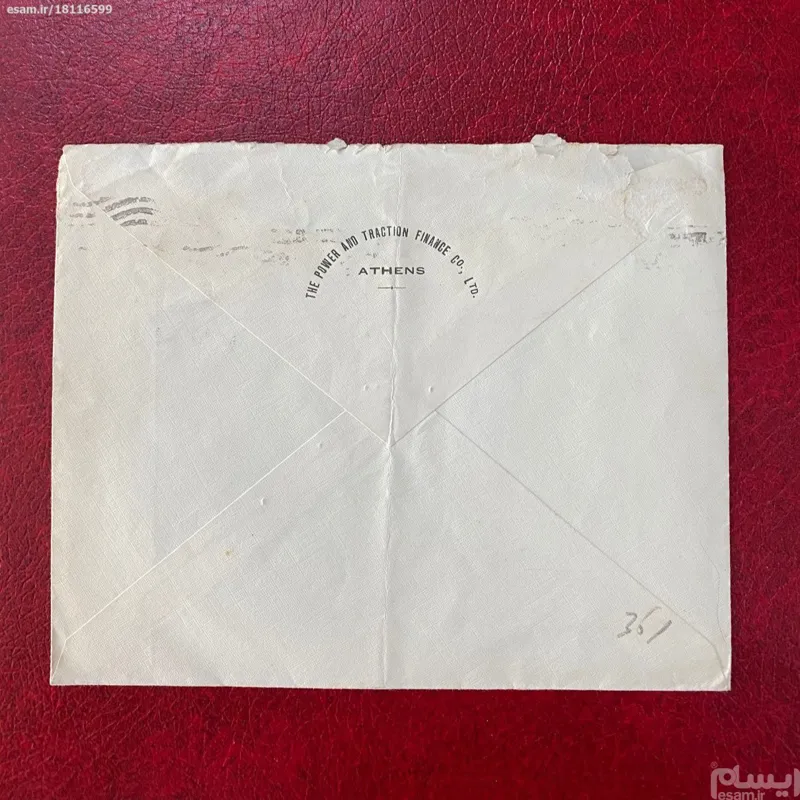 esam.ir/18116599
THE POWER AND TRACTION FINANCE CO., LTD.
ATHENS
351
ایسام
esam.ir